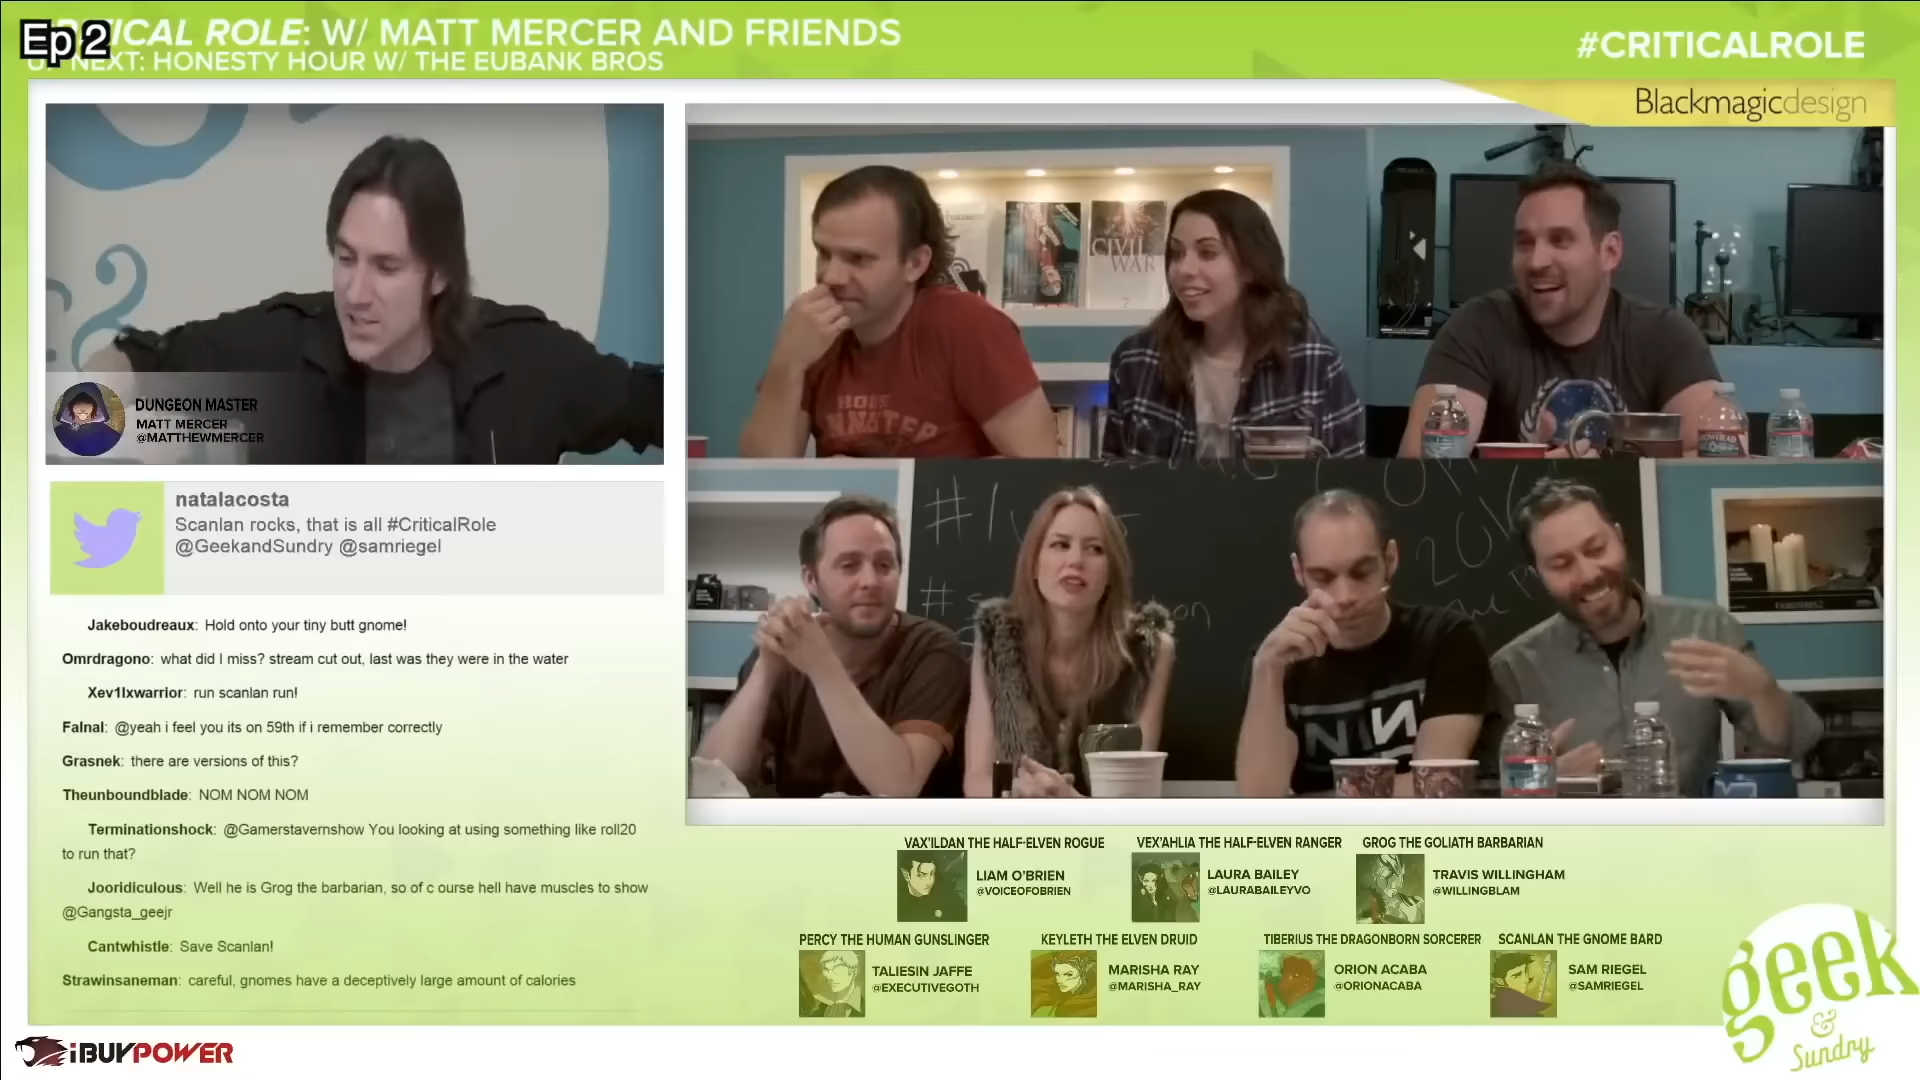 Ep 2
ICAL ROLE: W/ MATT MERCER AND FRIENDS
UP NEXT: HONESTY HOUR W/ THE EUBANK BROS
#CRITICALROLE
Blackmagicdesign
CIVIL
WAR
DUNGEON MASTER
MATT MERCER
@MATTHEWMERCER
natalacosta
Scanlan rocks, that is all #CriticalRole
@GeekandSundry @samriegel
Jakeboudreaux: Hold onto your tiny butt gnome!
Omrdragono: what did I miss? stream cut out, last was they were in the water
Xev1lxwarrior: run scanlan run!
Falnal: @yeah i feel you its on 59th if i remember correctly
Grasnek: there are versions of this?
Theunboundblade: NOM NOM NOM
Terminationshock: @Gamerstavernshow You looking at using something like roll20
to run that?
Jooridiculous: Well he is Grog the barbarian, so of c ourse hell have muscles to show
@Gangsta_geejr
Cantwhistle: Save Scanlan!
Strawinsaneman: careful, gnomes have a deceptively large amount of calories
#1
#
NIN
VAX'ILDAN THE HALF-ELVEN ROGUE
LIAM O'BRIEN
@VOICEOFOBRIEN
VEX'AHLIA THE HALF-ELVEN RANGER
LAURA BAILEY
@LAURABAILEYVO
GROG THE GOLIATH BARBARIAN
TRAVIS WILLINGHAM
@WILLINGBLAM
PERCY THE HUMAN GUNSLINGER
TALIESIN JAFFE
@EXECUTIVEGOTH
KEYLETH THE ELVEN DRUID
MARISHA RAY
@MARISHA_RAY
TIBERIUS THE DRAGONBORN SORCERER
ORION ACABA
@ORIONACABA
SCANLAN THE GNOME BARD
SAM RIEGEL
@SAMRIEGEL
geek
&
Sundry
iBUYPOWER